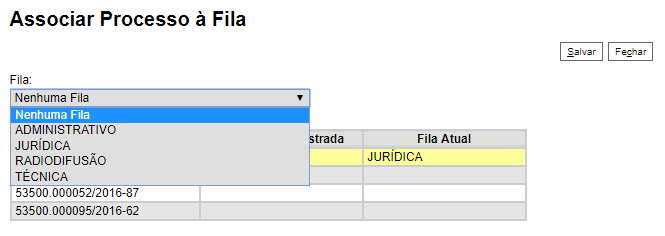 Associar Processo à Fila
Salvar Fechar
Fila:
Nenhuma Fila
Nenhuma Fila
ADMINISTRATIVO
JURÍDICA
RADIODIFUSÃO
TÉCNICA
Fila Atual
JURÍDICA
53500.000052/2016-87
53500.000095/2016-62